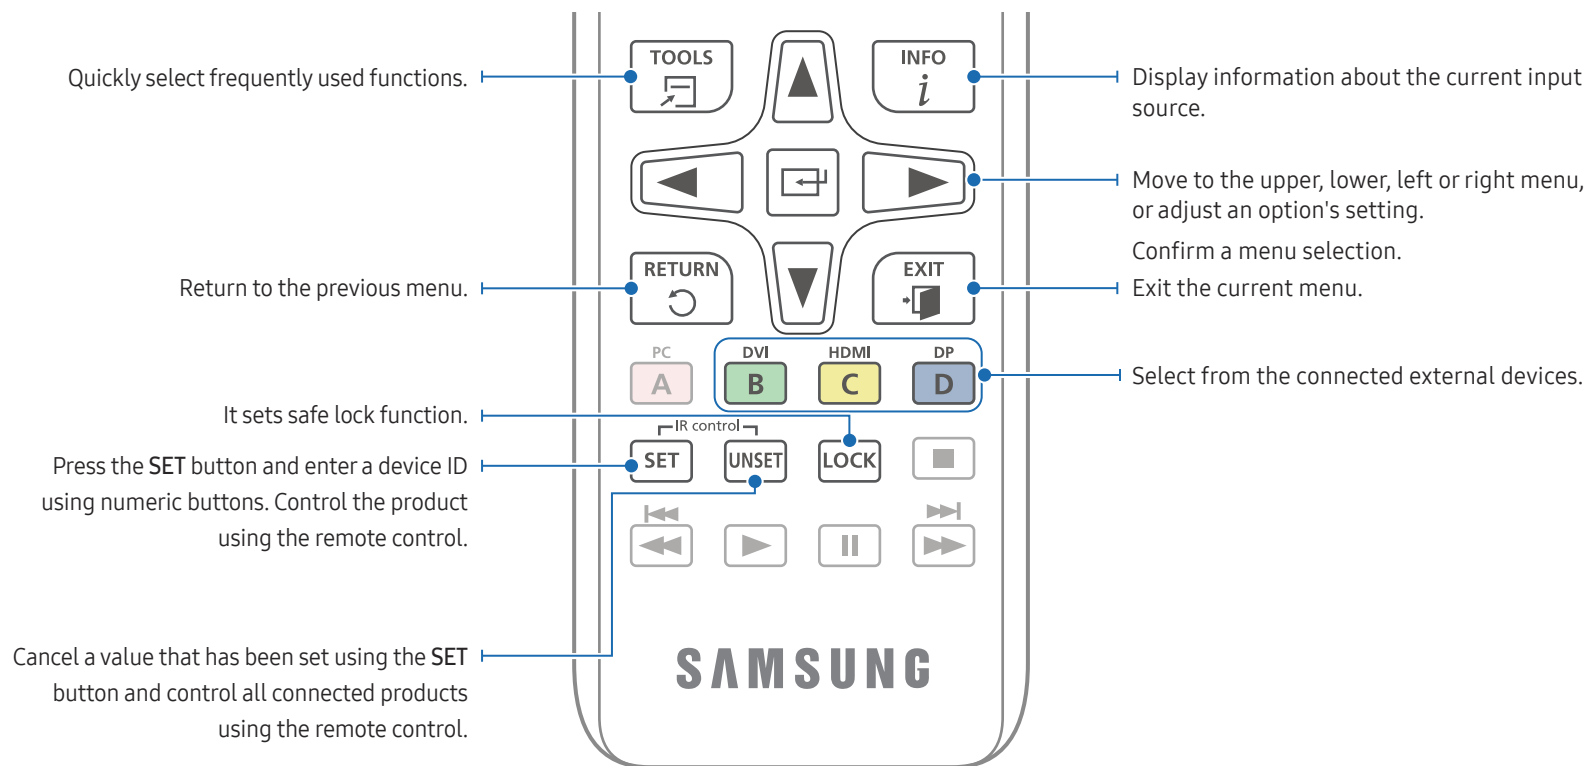 Quickly select frequently used functions.
Return to the previous menu.
It sets safe lock function.
Press the SET button and enter a device ID
using numeric buttons. Control the product
using the remote control.
Cancel a value that has been set using the SET
button and control all connected products
using the remote control.
TOOLS
INFO
i
RETURN
EXIT
PC
DVI
HDMI
DP
A
B
C
D
IR control
SET
UNSET
LOCK
SAMSUNG
Display information about the current input
source.
Move to the upper, lower, left or right menu,
or adjust an option's setting.
Confirm a menu selection.
Exit the current menu.
Select from the connected external devices.